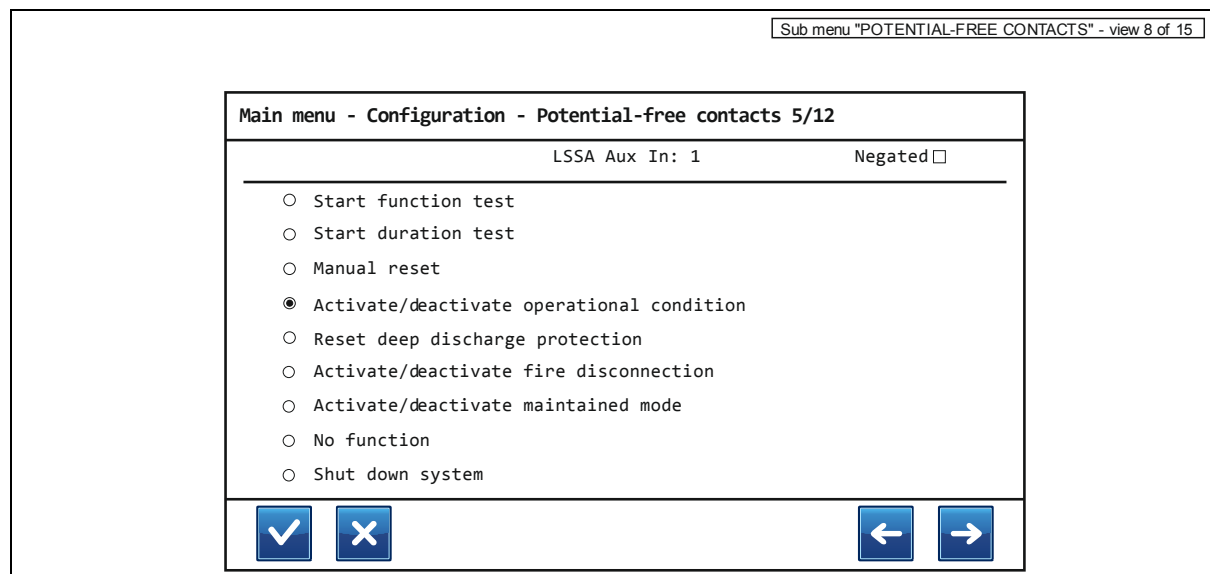 Sub menu "POTENTIAL-FREE CONTACTS" - view 8 of 15
Main menu - Configuration - Potential-free contacts 5/12
LSSA Aux In: 1 Negated
Start function test
Start duration test
Manual reset
Activate/deactivate operational condition
Reset deep discharge protection
Activate/deactivate fire disconnection
Activate/deactivate maintained mode
No function
Shut down system